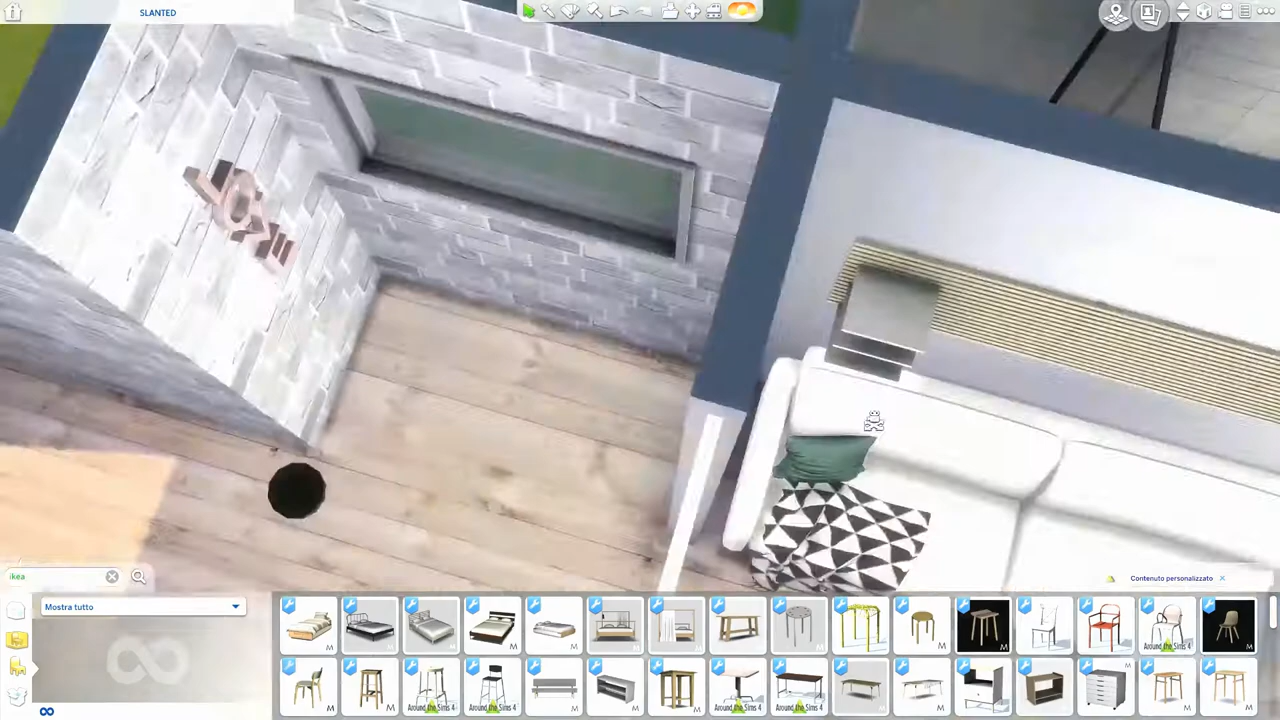 SLANTED
HOME
ikea
Contenuto personalizzato
Mostra tutto
M M M M M M M M M M Around the Sims 4
M M Around the Sims 4 Around the Sims 4 M M M Around the Sims 4 Around the Sims 4 M M M M M M M